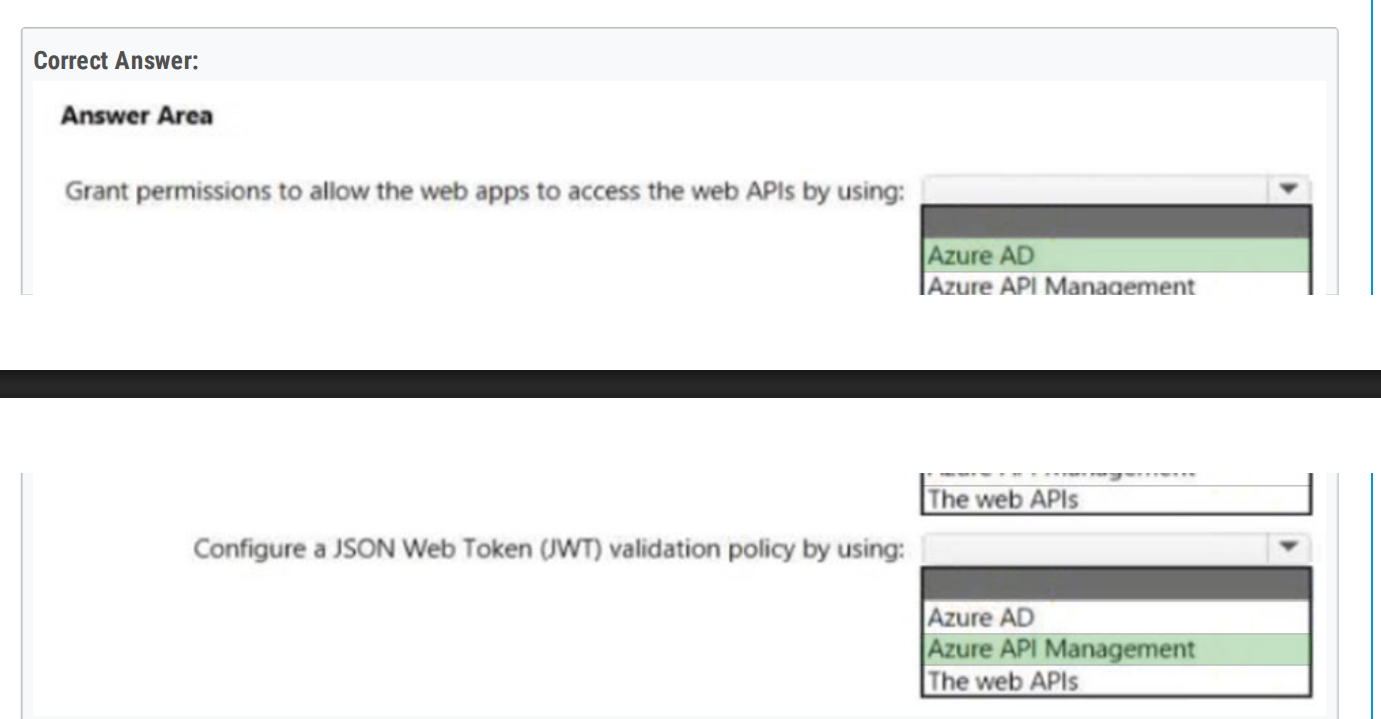 Correct Answer:
Answer Area
Grant permissions to allow the web apps to access the web APIs by using:
Azure AD
Azure API Management
The web APIs
Configure a JSON Web Token (JWT) validation policy by using:
Azure AD
Azure API Management
The web APIs